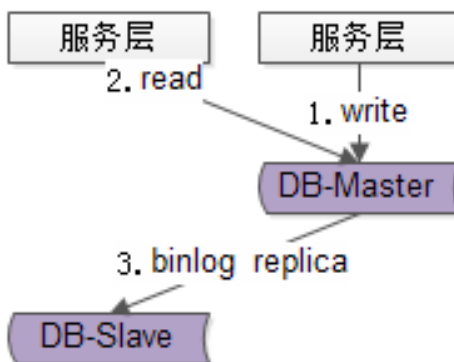 服务层 服务层
2. read
1. write
DB-Master
3. binlog replica
DB-Slave